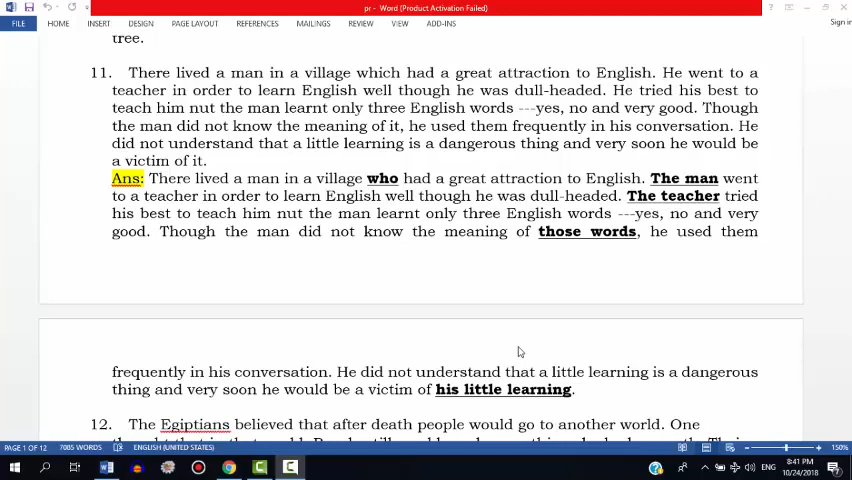 pr - Word (Product Activation Failed)
Sign in
FILE HOME INSERT DESIGN PAGE LAYOUT REFERENCES MAILINGS REVIEW VIEW ADD-INS
tree.
11. There lived a man in a village which had a great attraction to English. He went to a
teacher in order to learn English well though he was dull-headed. He tried his best to
teach him nut the man learnt only three English words ---yes, no and very good. Though
the man did not know the meaning of it, he used them frequently in his conversation. He
did not understand that a little learning is a dangerous thing and very soon he would be
a victim of it.
Ans: There lived a man in a village who had a great attraction to English. The man went
to a teacher in order to learn English well though he was dull-headed. The teacher tried
his best to teach him nut the man learnt only three English words ---yes, no and very
good. Though the man did not know the meaning of those words, he used them
frequently in his conversation. He did not understand that a little learning is a dangerous
thing and very soon he would be a victim of his little learning.
12. The Egiptians believed that after death people would go to another world. One
PAGE 1 OF 12 7085 WORDS ENGLISH (UNITED STATES) 150%
ENG 8:41 PM
10/24/2018